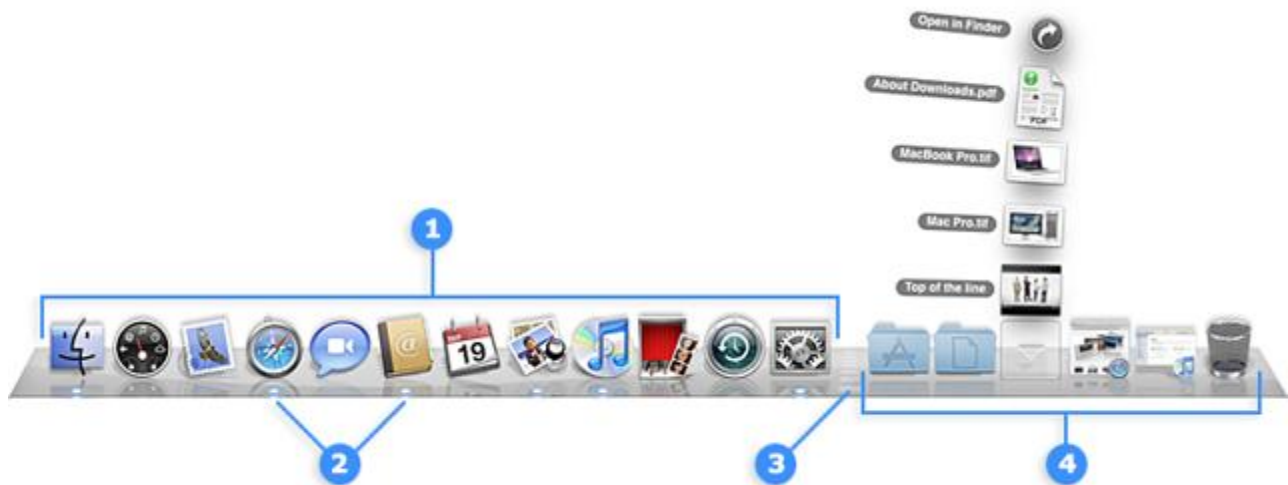 Open in Finder
About Downloads.pdf
PDF
MacBook Pro.tif
Mac Pro.tif
1
Top of the line
19
@
2
3
4